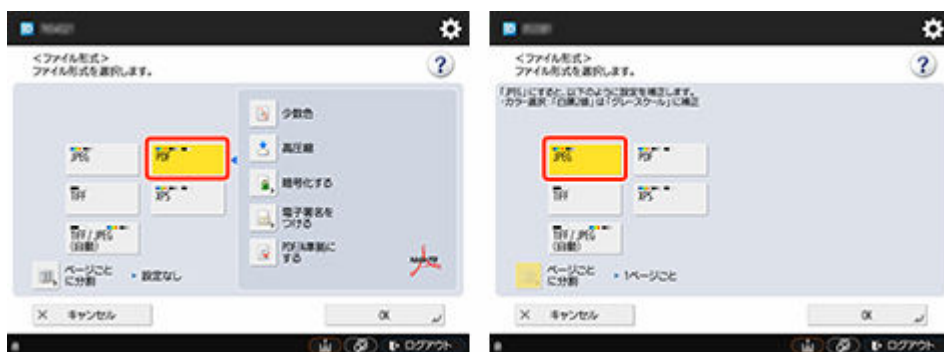 <ファイル形式>
ファイル形式を選択します。
?
JPEG
PDF
TIFF
XPS
TIFF / JPEG
(自動)
ページごと
に分割
設定なし
少数色
高圧縮
暗号化する
電子署名を
つける
PDF/A準拠に
する
× キャンセル
OK
ログアウト
<ファイル形式>
ファイル形式を選択します。
?
「JPEG」にすると、以下のように設定を補正します。
・カラー選択:「白黒2値」は「グレースケール」に補正
JPEG
PDF
TIFF
XPS
TIFF / JPEG
(自動)
ページごと
に分割
1ページごと
× キャンセル
OK
ログアウト